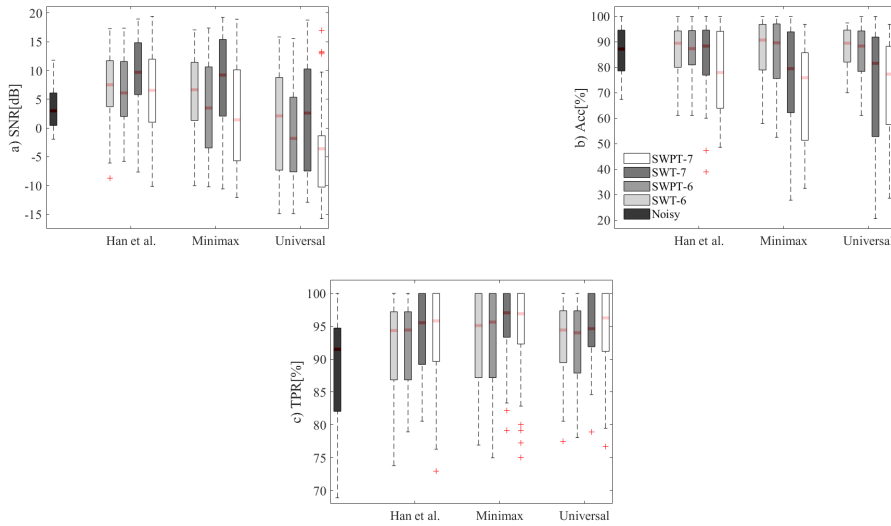 a) SNR[dB]
20
15
10
5
0
-5
-10
-15
Han et al.
Minimax
Universal
b) Acc[%]
100
90
80
70
60
50
40
30
20
SWPT-7
SWT-7
SWPT-6
SWT-6
Noisy
Han et al.
Minimax
Universal
c) TPR[%]
100
95
90
85
80
75
70
Han et al.
Minimax
Universal